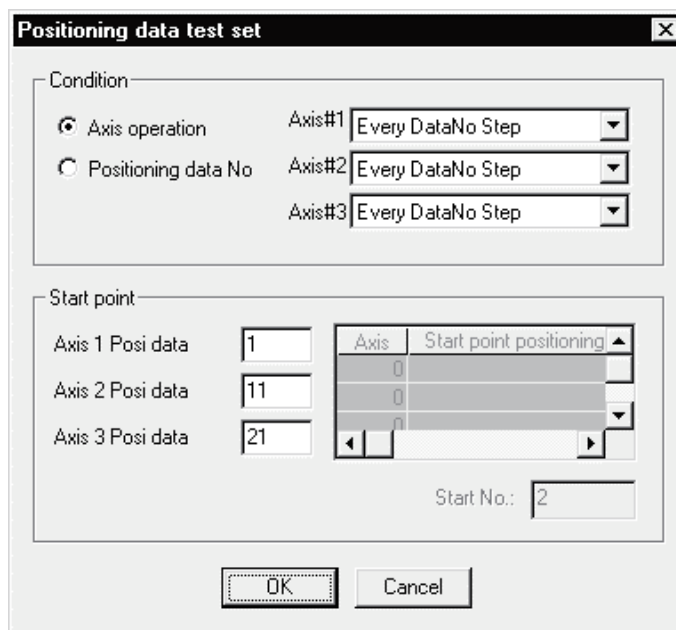 Positioning data test set
Condition
Axis operation
Axis#1 Every DataNo Step
Positioning data No
Axis#2 Every DataNo Step
Axis#3 Every DataNo Step
Start point
Axis 1 Posi data 1
Axis 2 Posi data 11
Axis 3 Posi data 21
Axis Start point positioning
0
0
0
Start No.: 2
OK Cancel